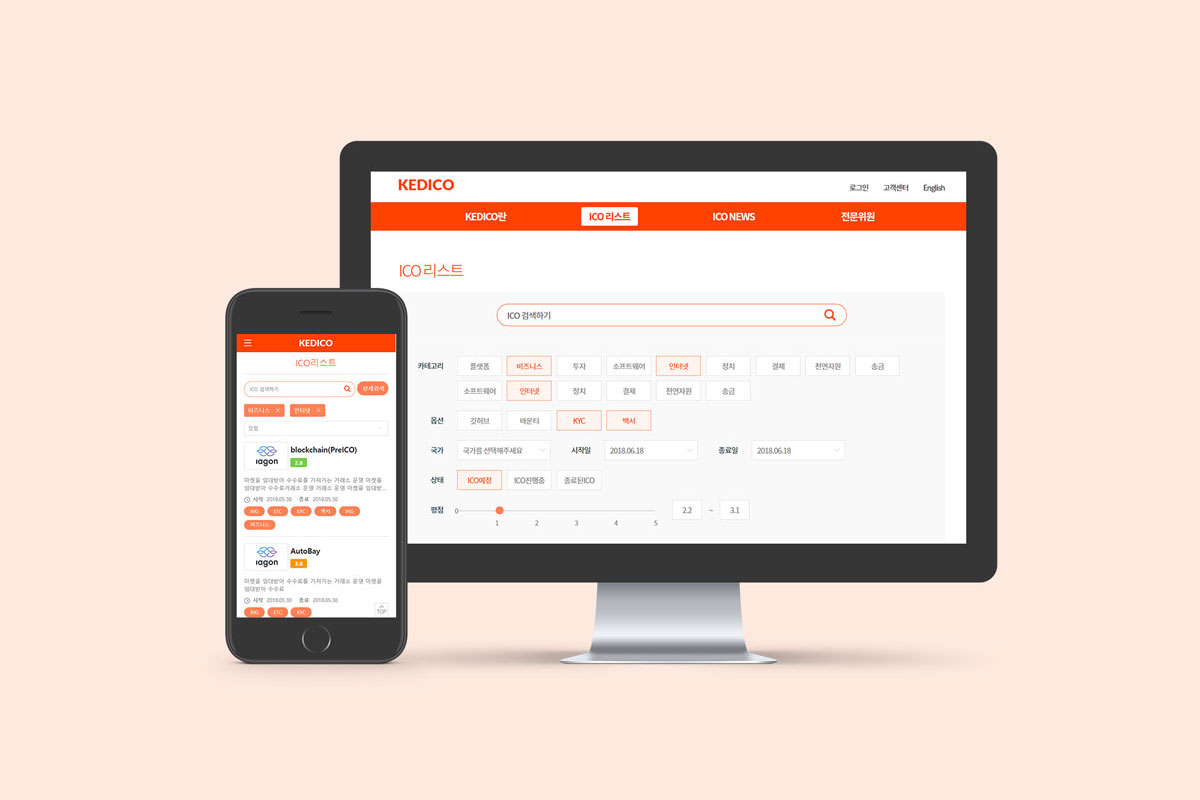 KEDICO
로그인 고객센터 English
KEDICO란 ICO 리스트 ICO NEWS 전문위원
ICO 리스트
ICO 검색하기
카테고리 플랫폼 비즈니스 투자 소프트웨어 인터넷 정치 결제 천연자원 송금
소프트웨어 인터넷 정치 결제 천연자원 송금
옵션 깃허브 바운티 KYC 백서
국가 국가를 선택해주세요 시작일 2018.06.18 종료일 2018.06.18
상태 ICO예정 ICO진행중 종료된ICO
평점 0 1 2 3 4 5 2.2 ~ 3.1
KEDICO
ICO리스트
ICO 검색하기 상세검색
비즈니스 × 인터넷 ×
정렬
iagon blockchain(PreICO)
2.8
마켓을 임대받아 수수료를 가져가는 거래소 운영 마켓을
임대받아 수수료거래소 운영 거래소 운영 마켓을 임대받아...
시작 2018.05.30 종료 2018.05.30
ING ETC KYC 백서 ING
비즈니스
iagon AutoBay
3.8
마켓을 임대받아 수수료를 가져가는 거래소 운영 마켓을
임대받아 수수료
시작 2018.05.30 종료 2018.05.30
ING ETC KYC
TOP